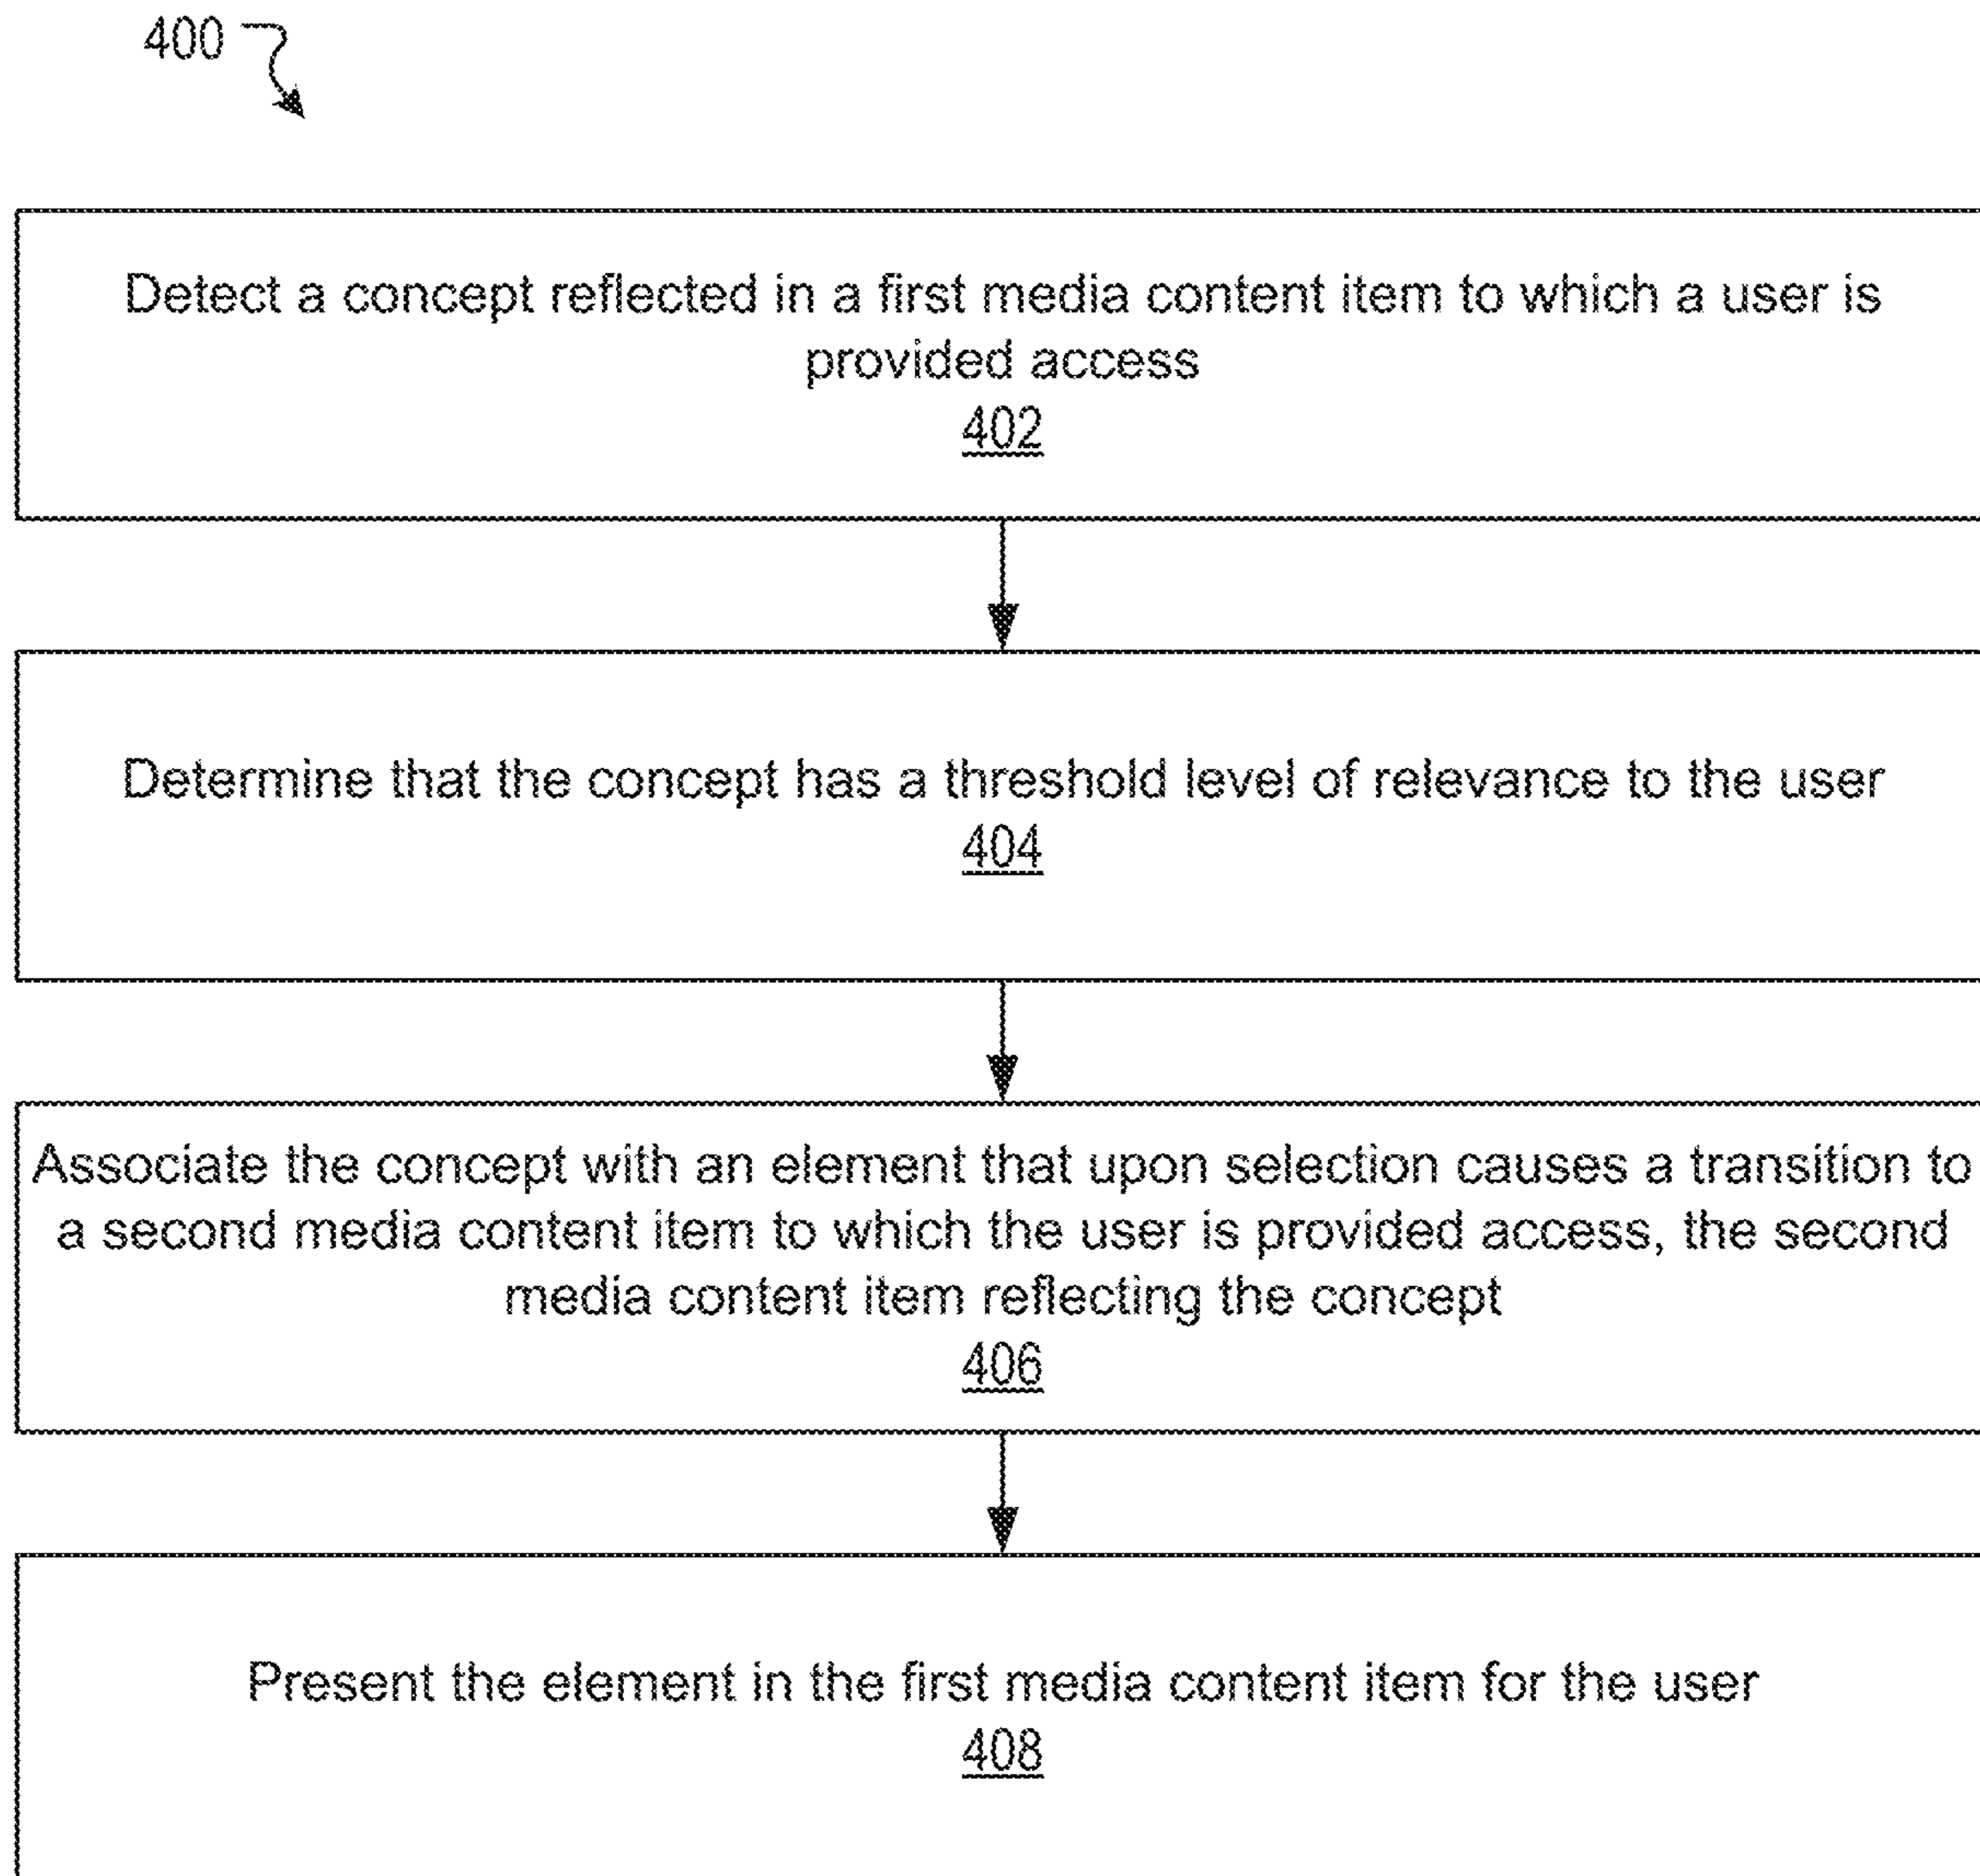 400
Detect a concept reflected in a first media content item to which a user is
provided access
402
Determine that the concept has a threshold level of relevance to the user
404
Associate the concept with an element that upon selection causes a transition to
a second media content item to which the user is provided access, the second
media content item reflecting the concept
406
Present the element in the first media content item for the user
408